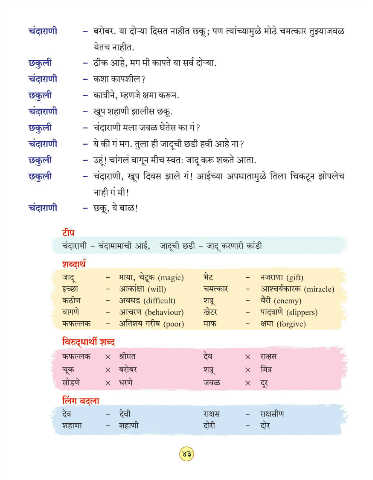 चंदाराणी – बरोबर. या दोऱ्या दिसत नाहीत छकू; पण त्यांच्यामुळे मोठे चमत्कार तुझ्याजवळ
येतच नाहीत.
छकुली – ठीक आहे, मग मी कापते या सर्व दोऱ्या.
चंदाराणी – कशा कापशील?
छकुली – कात्रीने, म्हणजे क्षमा करून.
चंदाराणी – खूप शहाणी झालीस छकू.
छकुली – चंदाराणी मला जवळ घेतेस का गं?
चंदाराणी – ये की गं मग. तुला ही जादूची छडी हवी आहे ना?
छकुली – उहूं! चांगलं वागून मीच स्वतः जादू करू शकते आता.
छकुली – चंदाराणी, खूप दिवस झाले गं! आईच्या अपघातामुळे तिला चिकटून झोपलेच
नाही गं मी!
चंदाराणी – छकू, ये बाळ!
टीप
चंदाराणी – चंदामामाची आई, जादूची छडी – जादू करणारी कांडी
शब्दार्थ
जादू – माया, चेटूक (magic) भेट – नजराणा (gift)
इच्छा – आकांक्षा (will) चमत्कार – आश्चर्यकारक (miracle)
कठीण – अवघड (difficult) शत्रू – वैरी (enemy)
वागणे – आचरण (behaviour) स्लीपर – पादत्राणे (slippers)
कफल्लक – अतिशय गरीब (poor) माफ – क्षमा (forgive)
विरुद्धार्थी शब्द
कफल्लक × श्रीमंत देव × राक्षस
चूक × बरोबर शत्रू × मित्र
सोडणे × धरणे जवळ × दूर
लिंग बदला
देव – देवी राक्षस – राक्षसीण
शहाणा – शहाणी दोरी – दोर
४३